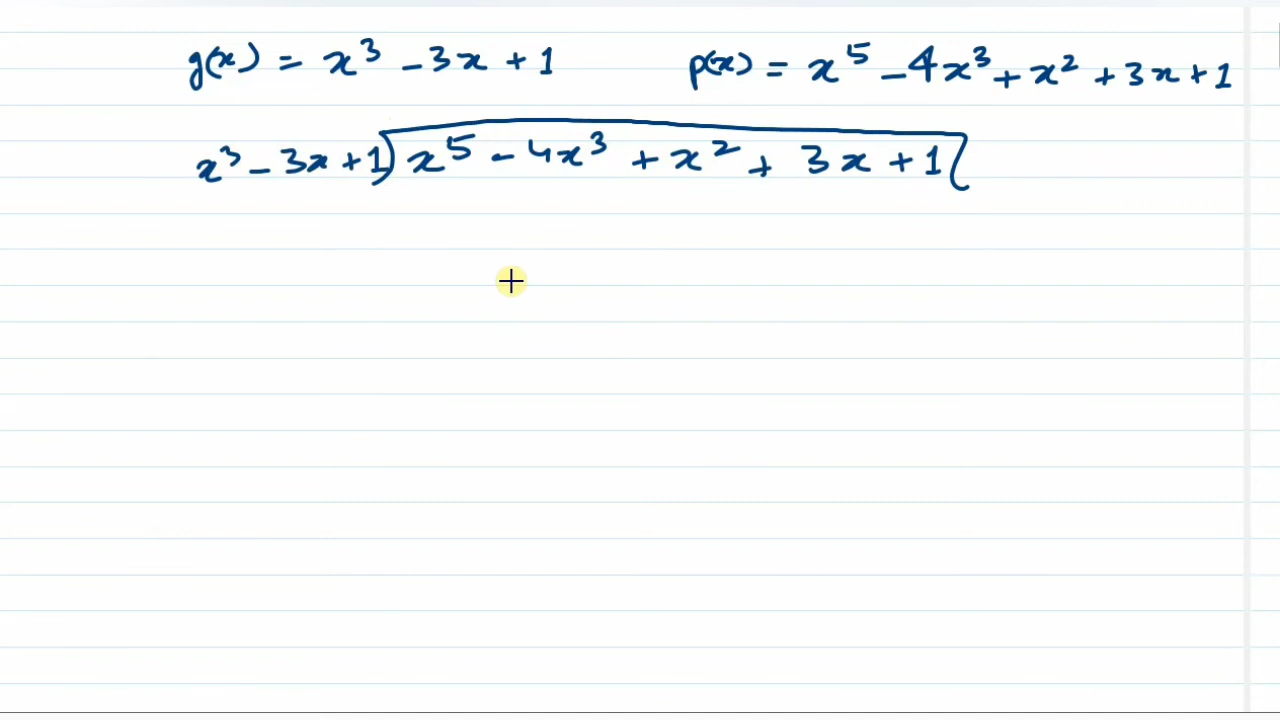 g(x) = x³ - 3x + 1 p(x) = x⁵ - 4x³ + x² + 3x + 1
x³ - 3x + 1) x⁵ - 4x³ + x² + 3x + 1 (